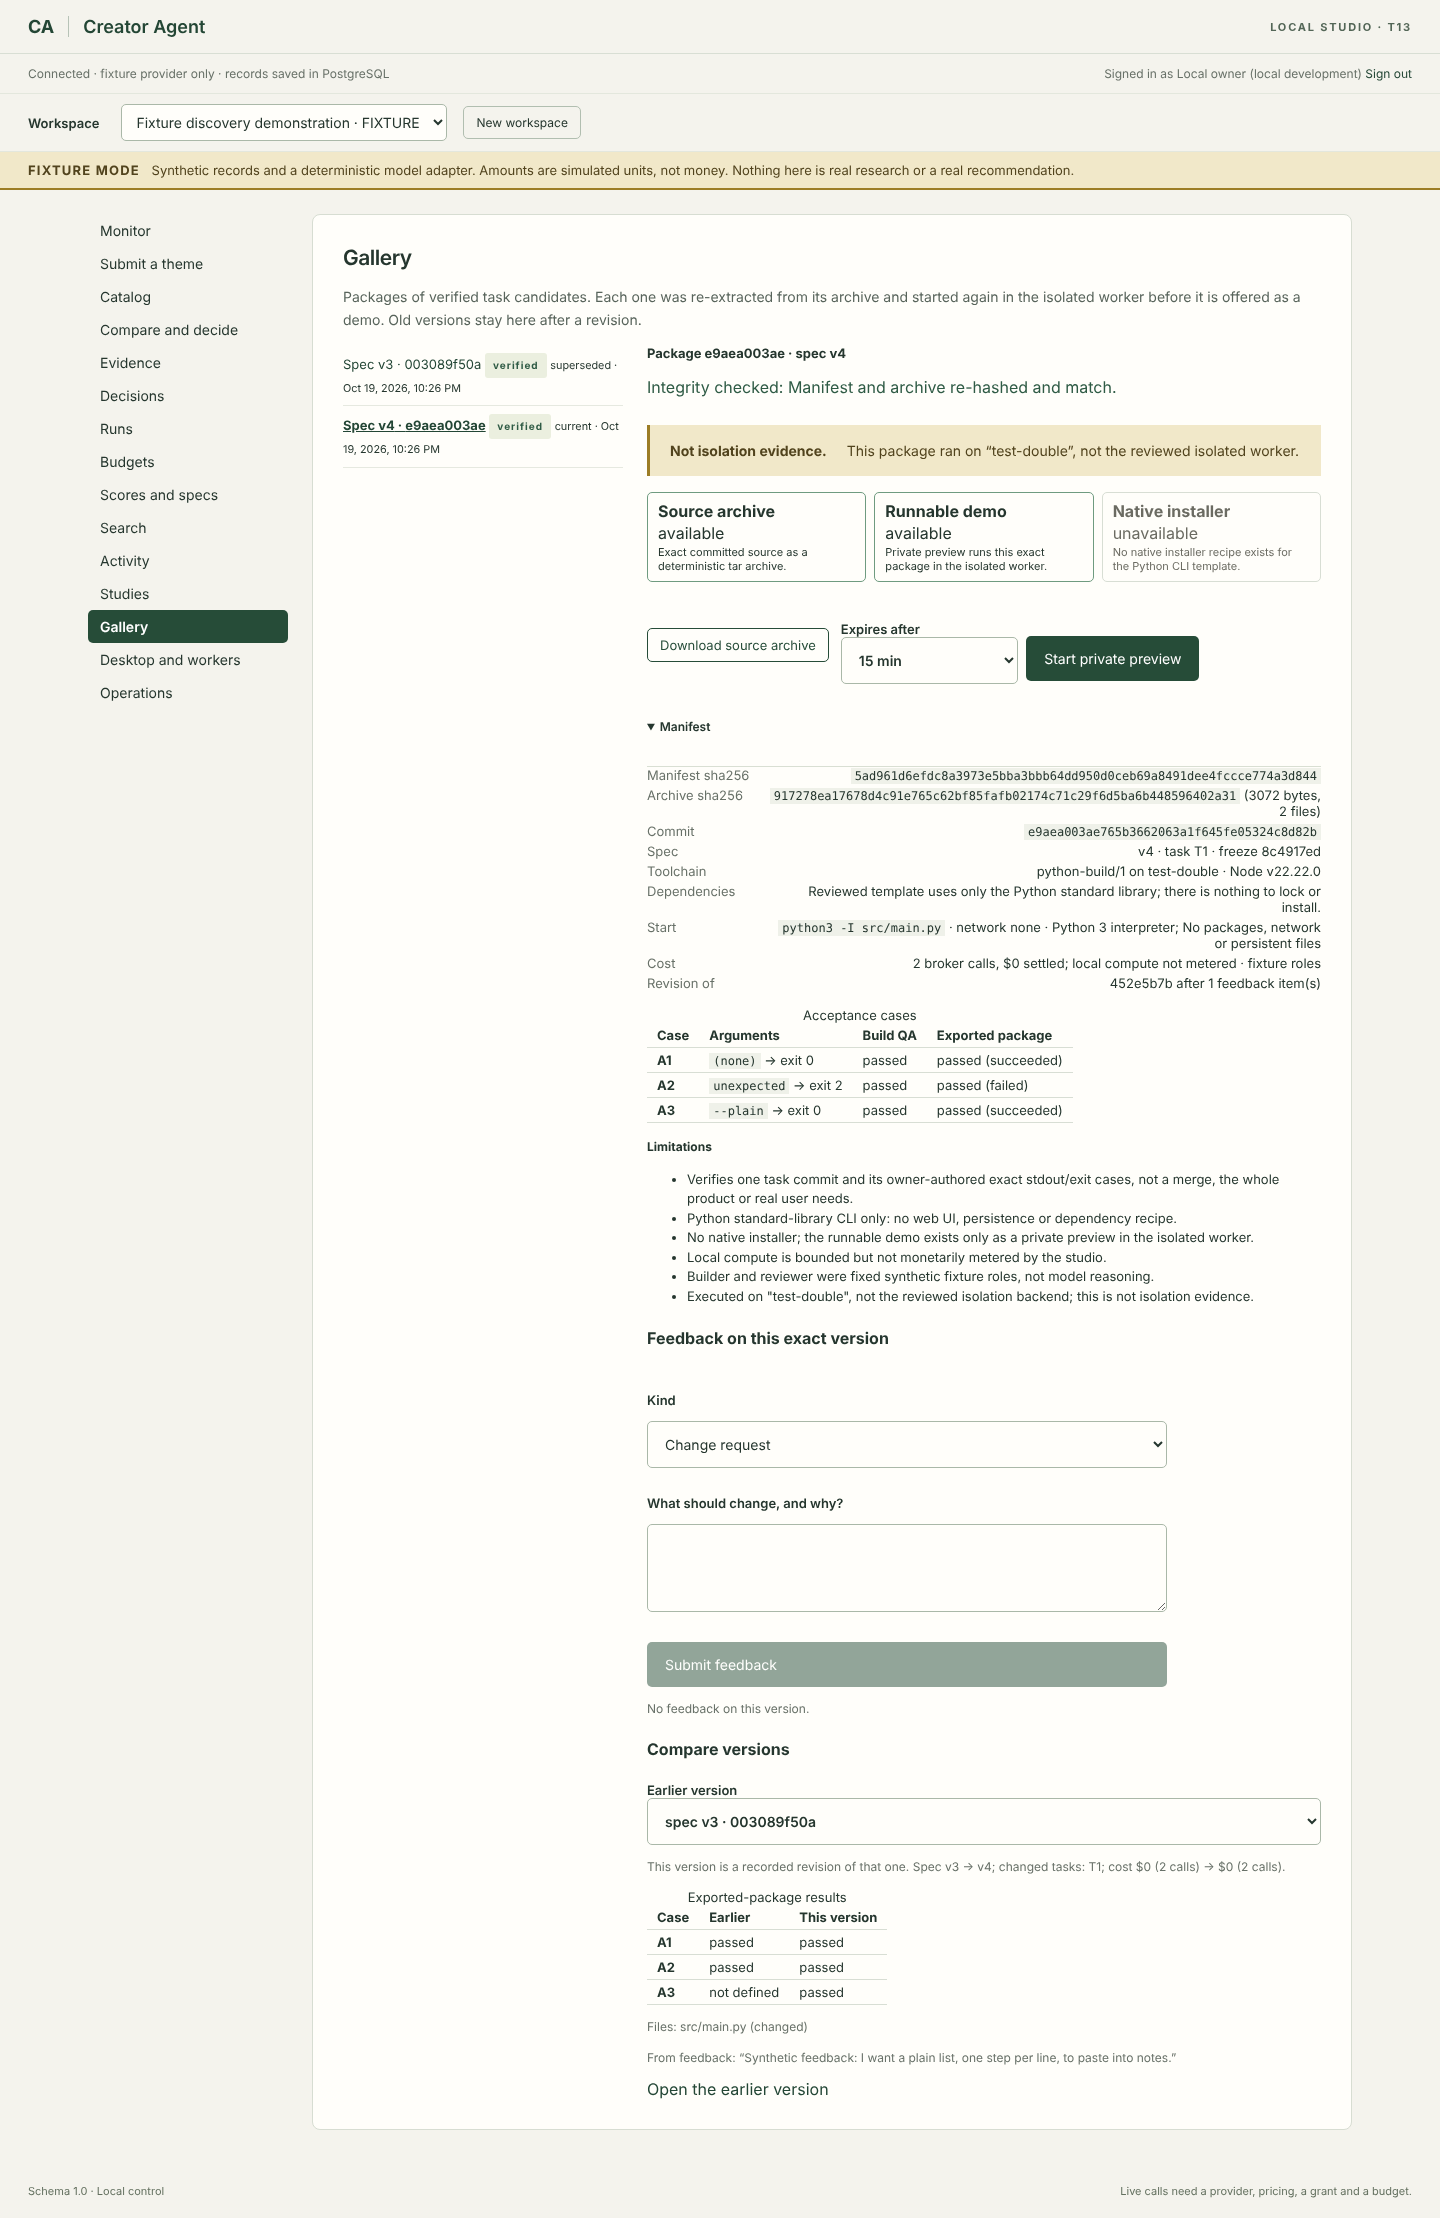 CA
Creator Agent
LOCAL STUDIO · T13
Connected · fixture provider only · records saved in PostgreSQL
Signed in as Local owner (local development) Sign out
Workspace
Fixture discovery demonstration · FIXTURE
New workspace
FIXTURE MODE Synthetic records and a deterministic model adapter. Amounts are simulated units, not money. Nothing here is real research or a real recommendation.
Monitor
Submit a theme
Catalog
Compare and decide
Evidence
Decisions
Runs
Budgets
Scores and specs
Search
Activity
Studies
Gallery
Desktop and workers
Operations
Gallery
Packages of verified task candidates. Each one was re-extracted from its archive and started again in the isolated worker before it is offered as a
demo. Old versions stay here after a revision.
Spec v3 · 003089f50a verified superseded ·
Oct 19, 2026, 10:26 PM
Spec v4 · e9aea003ae verified current · Oct
19, 2026, 10:26 PM
Package e9aea003ae · spec v4
Integrity checked: Manifest and archive re-hashed and match.
Not isolation evidence. This package ran on “test-double”, not the reviewed isolated worker.
Source archive
available
Exact committed source as a
deterministic tar archive.
Runnable demo
available
Private preview runs this exact
package in the isolated worker.
Native installer
unavailable
No native installer recipe exists for
the Python CLI template.
Download source archive
Expires after
15 min
Start private preview
▼ Manifest
Manifest sha256 5ad961d6efdc8a3973e5bba3bbb64dd950d0ceb69a8491dee4fccce774a3d844
Archive sha256 917278ea17678d4c91e765c62bf85fafb02174c71c29f6d5ba6b448596402a31 (3072 bytes,
2 files)
Commit e9aea003ae765b3662063a1f645fe05324c8d82b
Spec v4 · task T1 · freeze 8c4917ed
Toolchain python-build/1 on test-double · Node v22.22.0
Dependencies Reviewed template uses only the Python standard library; there is nothing to lock or
install.
Start python3 -I src/main.py · network none · Python 3 interpreter; No packages, network
or persistent files
Cost 2 broker calls, $0 settled; local compute not metered · fixture roles
Revision of 452e5b7b after 1 feedback item(s)
Acceptance cases
Case Arguments Build QA Exported package
A1 (none) → exit 0 passed passed (succeeded)
A2 unexpected → exit 2 passed passed (failed)
A3 --plain → exit 0 passed passed (succeeded)
Limitations
• Verifies one task commit and its owner-authored exact stdout/exit cases, not a merge, the whole
product or real user needs.
• Python standard-library CLI only: no web UI, persistence or dependency recipe.
• No native installer; the runnable demo exists only as a private preview in the isolated worker.
• Local compute is bounded but not monetarily metered by the studio.
• Builder and reviewer were fixed synthetic fixture roles, not model reasoning.
• Executed on "test-double", not the reviewed isolation backend; this is not isolation evidence.
Feedback on this exact version
Kind
Change request
What should change, and why?
Submit feedback
No feedback on this version.
Compare versions
Earlier version
spec v3 · 003089f50a
This version is a recorded revision of that one. Spec v3 → v4; changed tasks: T1; cost $0 (2 calls) → $0 (2 calls).
Exported-package results
Case Earlier This version
A1 passed passed
A2 passed passed
A3 not defined passed
Files: src/main.py (changed)
From feedback: “Synthetic feedback: I want a plain list, one step per line, to paste into notes.”
Open the earlier version
Schema 1.0 · Local control
Live calls need a provider, pricing, a grant and a budget.